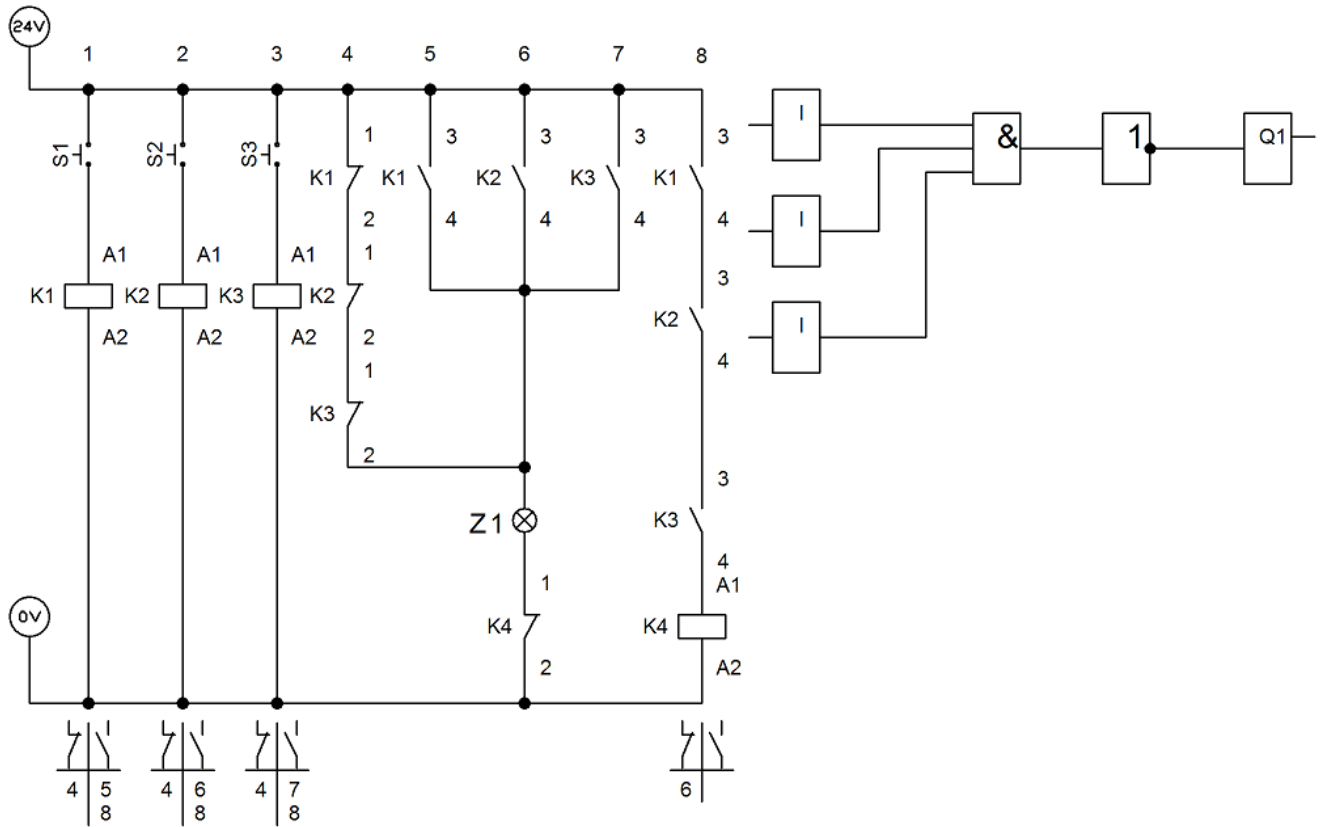 24V
1 2 3 4 5 6 7 8
I
& 1 Q1
1 3 3 3 3
S1 S2 S3
K1 K1 K2 K3 K1
2 4 4 4 4
I
A1 A1 A1 1 3
K1 K2 K3 K2
K2
I
A2 A2 A2 2 4
1
K3
2
3
Z1 K3
4
1 A1
0V
K4 K4
2 A2
4 5 4 6 4 7 6
8 8 8